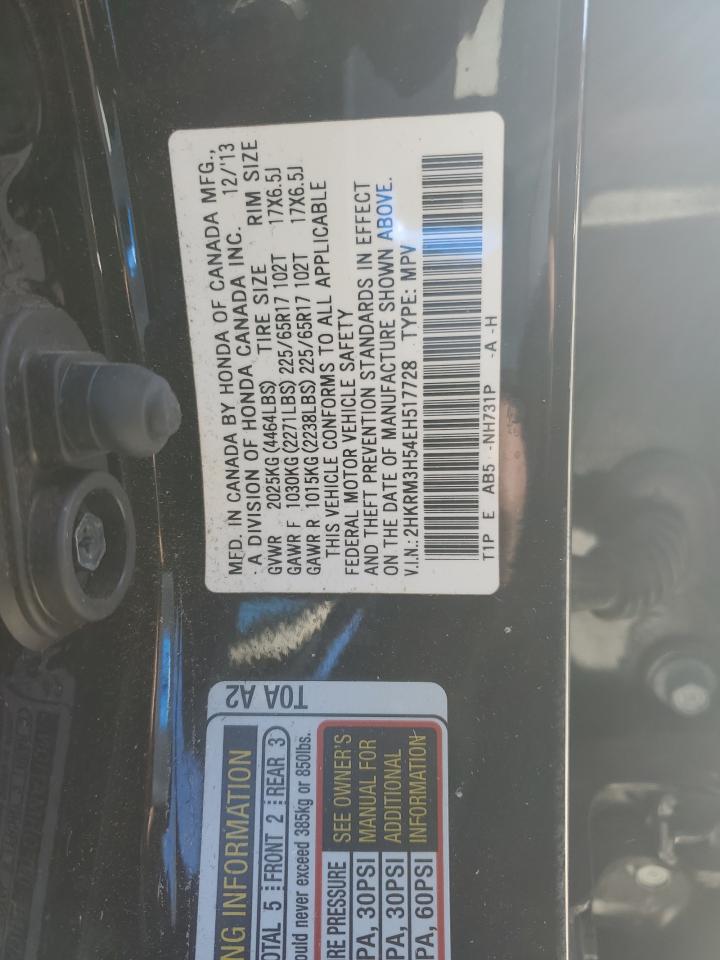 MFD. IN CANADA BY HONDA OF CANADA MFG.,
A DIVISION OF HONDA CANADA INC. 12/'13
GVWR 2025KG(4464LBS) TIRE SIZE RIM SIZE
GAWR F 1030KG(2271LBS) 225/65R17 102T 17X6.5J
GAWR R 1015KG(2238LBS) 225/65R17 102T 17X6.5J
THIS VEHICLE CONFORMS TO ALL APPLICABLE
FEDERAL MOTOR VEHICLE SAFETY
AND THEFT PREVENTION STANDARDS IN EFFECT
ON THE DATE OF MANUFACTURE SHOWN ABOVE.
V.I.N.: 2HKRM3H54EH517728 TYPE: MPV
T1P E AB5 -NH731P -A -H
T0A A2
NG INFORMATION
OTAL 5 FRONT 2 REAR 3
ould never exceed 385kg or 850lbs.
RE PRESSURE
PA, 30PSI
PA, 30PSI
PA, 60PSI
SEE OWNER'S
MANUAL FOR
ADDITIONAL
INFORMATION